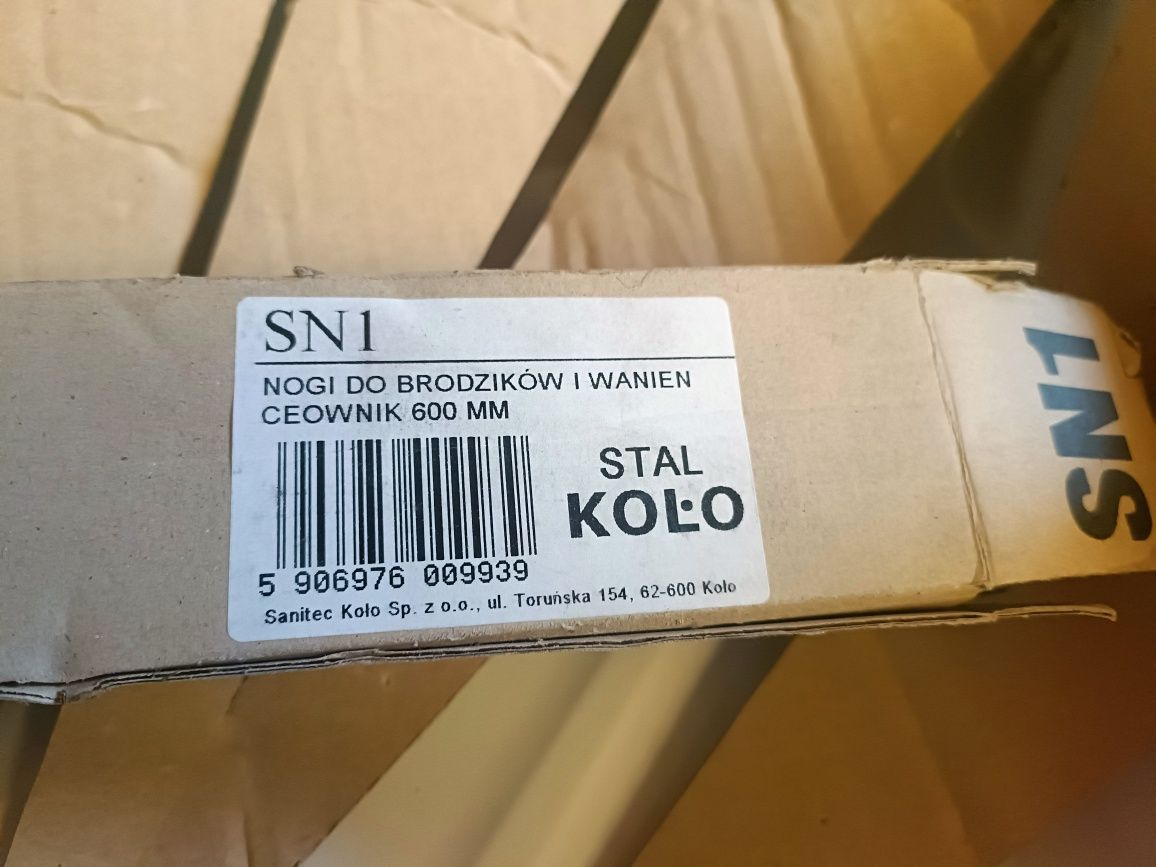 SN1
NOGI DO BRODZIKÓW I WANIEN
CEOWNIK 600 MM
STAL
KOŁO
5 906976 009939
Sanitec Koło Sp. z o.o., ul. Toruńska 154, 62-600 Koło
SN1